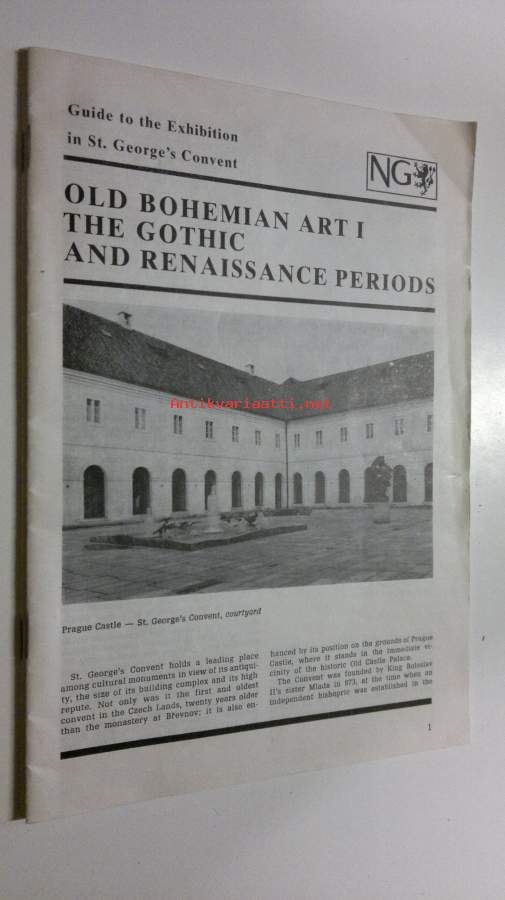 Guide to the Exhibition
in St. George's Convent
NG
OLD BOHEMIAN ART I
THE GOTHIC
AND RENAISSANCE PERIODS
Antikvariaatti.net
Prague Castle — St. George's Convent, courtyard
St. George's Convent holds a leading place
among cultural monuments in view of its antiqui-
ty, the size of its building complex and its high
repute. Not only was it the first and oldest
convent in the Czech Lands, twenty years older
than the monastery at Břevnov; it is also en-
hanced by its position on the grounds of Prague
Castle, where it stands in the immediate vi-
cinity of the historic Old Castle Palace.
The Convent was founded by King Boleslav
II's sister Mlada in 973, at the time when an
independent bishopric was established in the
1